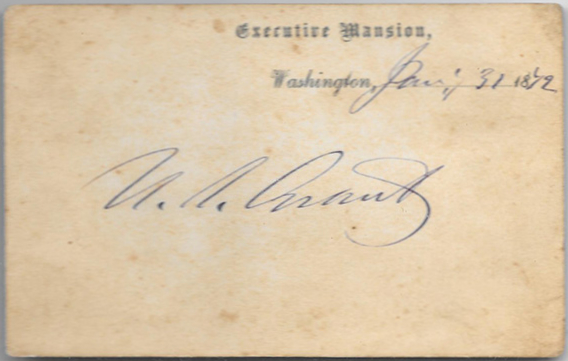 Executive Mansion,
Washington, Jan'y 31 1872
U. S. Grant